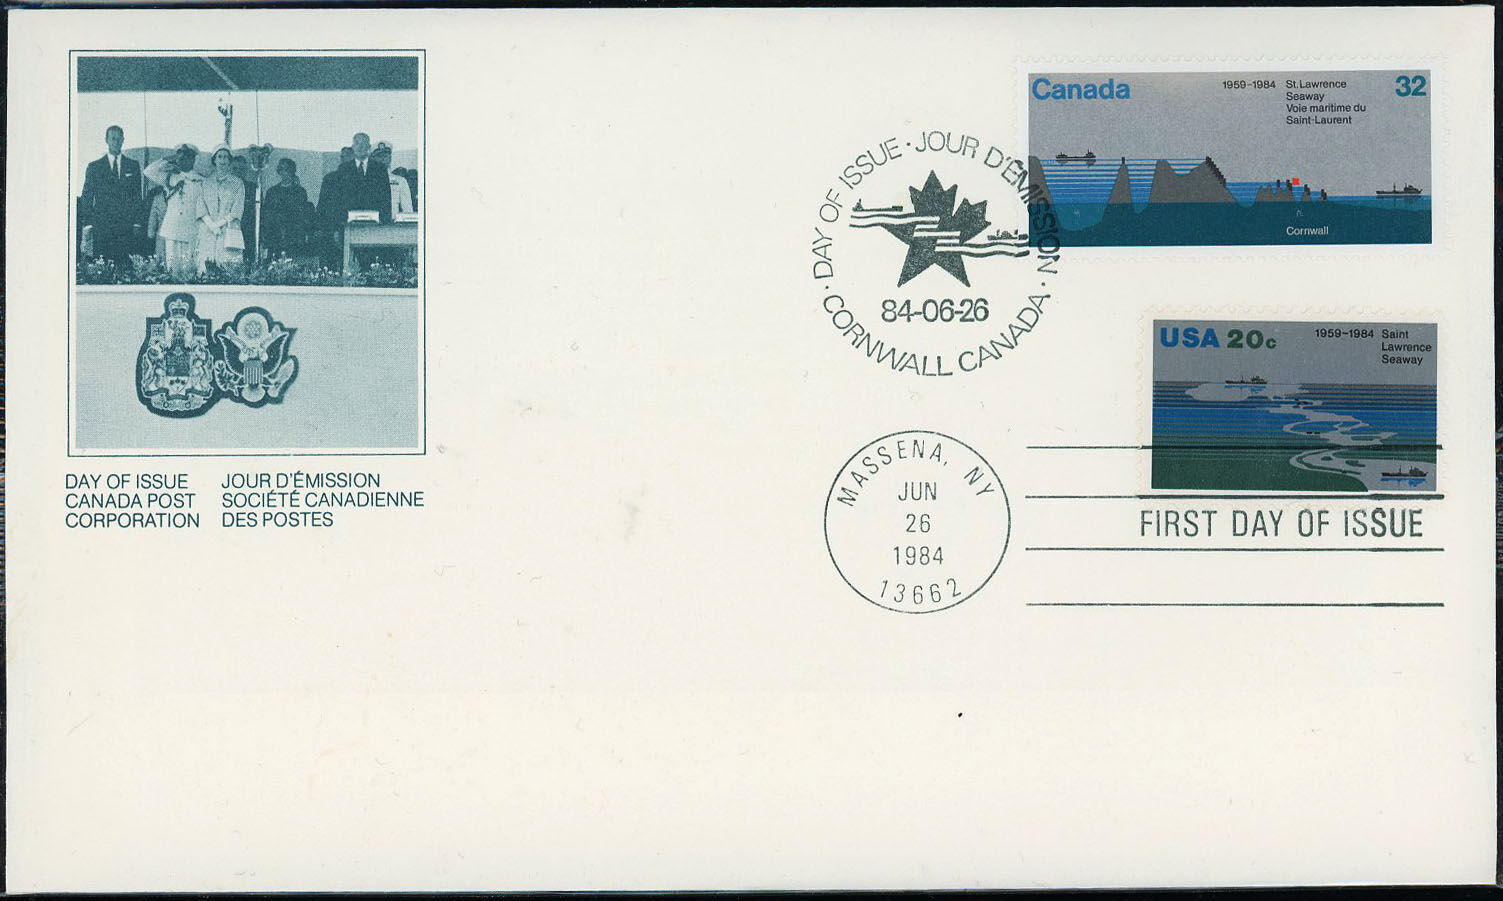 DAY OF ISSUE
CANADA POST
CORPORATION
JOUR D'ÉMISSION
SOCIÉTÉ CANADIENNE
DES POSTES
DAY OF ISSUE · JOUR D'ÉMISSION ·
84-06-26
· CORNWALL CANADA ·
Canada
1959-1984 St. Lawrence
Seaway
Voie maritime du
Saint-Laurent
32
Cornwall
USA 20c
1959-1984 Saint
Lawrence
Seaway
MASSENA, NY
JUN
26
1984
13662
FIRST DAY OF ISSUE